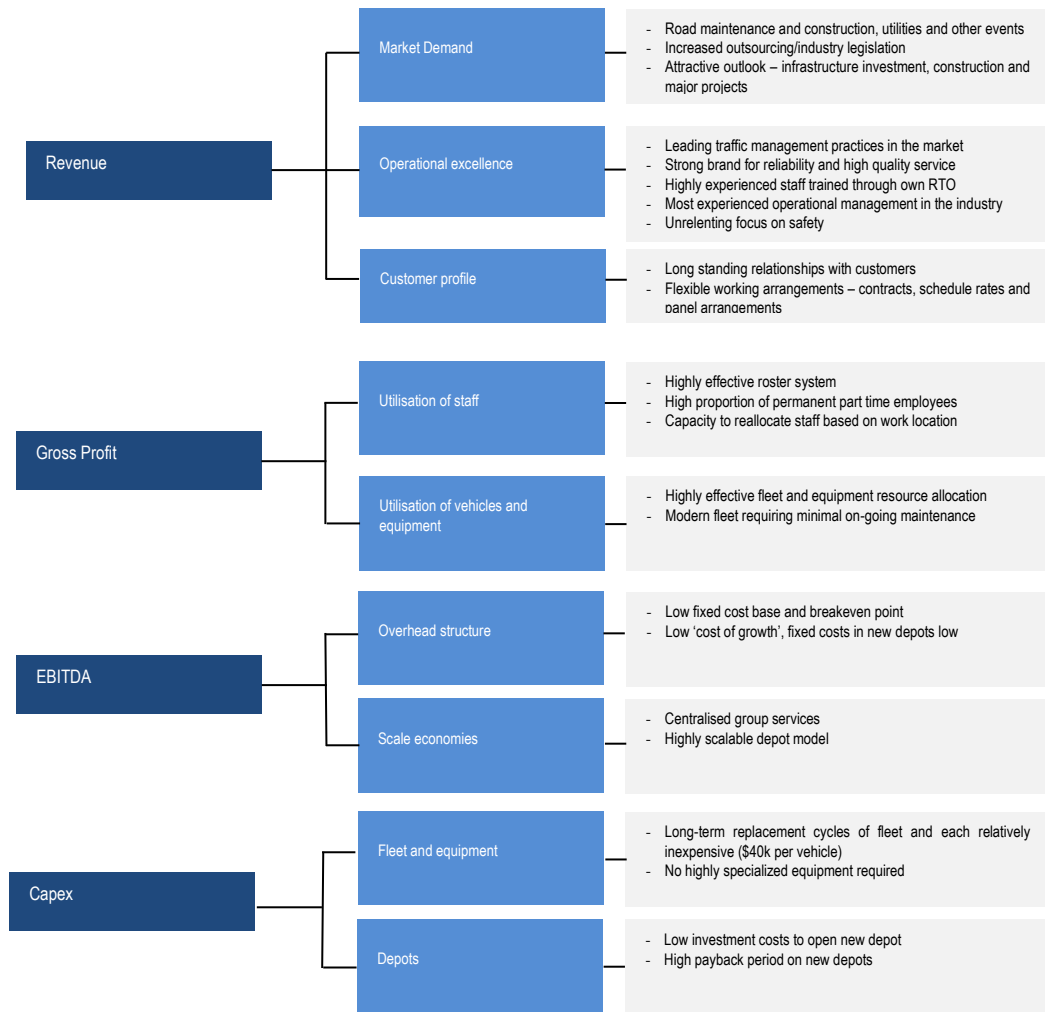 Revenue
Market Demand
- Road maintenance and construction, utilities and other events
- Increased outsourcing/industry legislation
- Attractive outlook – infrastructure investment, construction and
major projects
Operational excellence
- Leading traffic management practices in the market
- Strong brand for reliability and high quality service
- Highly experienced staff trained through own RTO
- Most experienced operational management in the industry
- Unrelenting focus on safety
Customer profile
- Long standing relationships with customers
- Flexible working arrangements – contracts, schedule rates and
panel arrangements
Gross Profit
Utilisation of staff
- Highly effective roster system
- High proportion of permanent part time employees
- Capacity to reallocate staff based on work location
Utilisation of vehicles and
equipment
- Highly effective fleet and equipment resource allocation
- Modern fleet requiring minimal on-going maintenance
EBITDA
Overhead structure
- Low fixed cost base and breakeven point
- Low ‘cost of growth’, fixed costs in new depots low
Scale economies
- Centralised group services
- Highly scalable depot model
Capex
Fleet and equipment
- Long-term replacement cycles of fleet and each relatively
inexpensive ($40k per vehicle)
- No highly specialized equipment required
Depots
- Low investment costs to open new depot
- High payback period on new depots